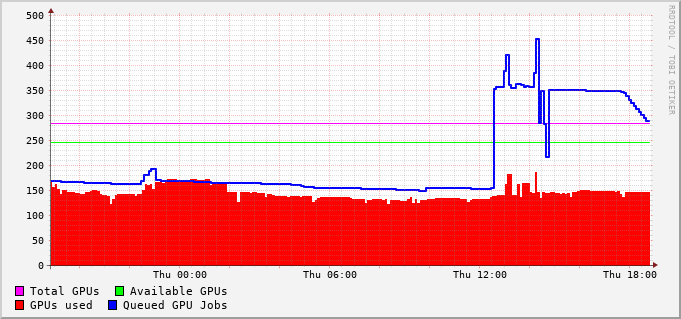 500
450
400
350
300
250
200
150
100
50
0
Thu 00:00 Thu 06:00 Thu 12:00 Thu 18:00
Total GPUs Available GPUs
GPUs used Queued GPU Jobs
RRDTOOL / TOBI OETIKER